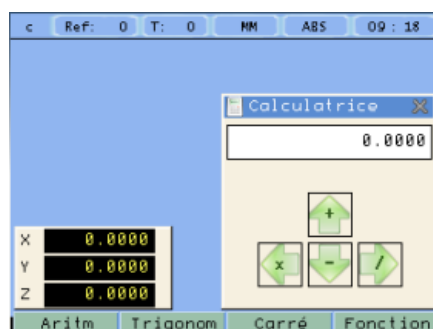 c Ref: 0 T: 0 MM ABS 09 : 18
Calculatrice
0.0000
+
x - /
X 0.0000
Y 0.0000
Z 0.0000
Aritm Trigonom Carré Fonction